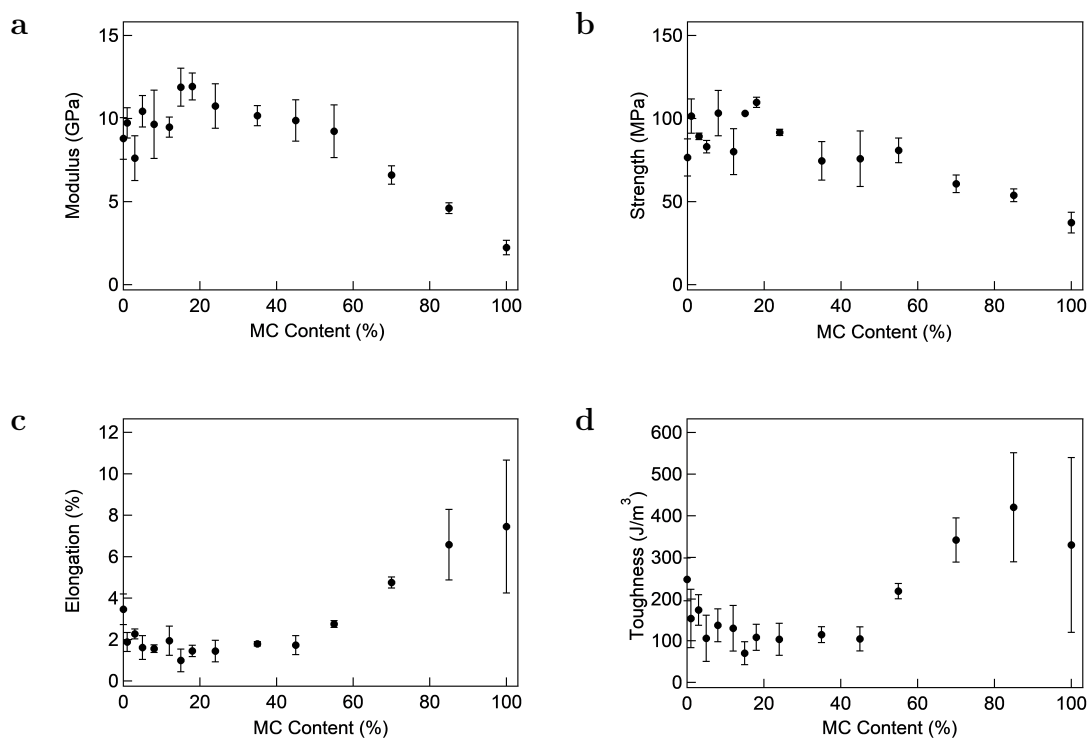 a
15
10
5
0
Modulus (GPa)
0 20 40 60 80 100
MC Content (%)
b
150
100
50
0
Strength (MPa)
0 20 40 60 80 100
MC Content (%)
c
12
10
8
6
4
2
0
Elongation (%)
0 20 40 60 80 100
MC Content (%)
d
600
500
400
300
200
100
0
Toughness (J/m³)
0 20 40 60 80 100
MC Content (%)